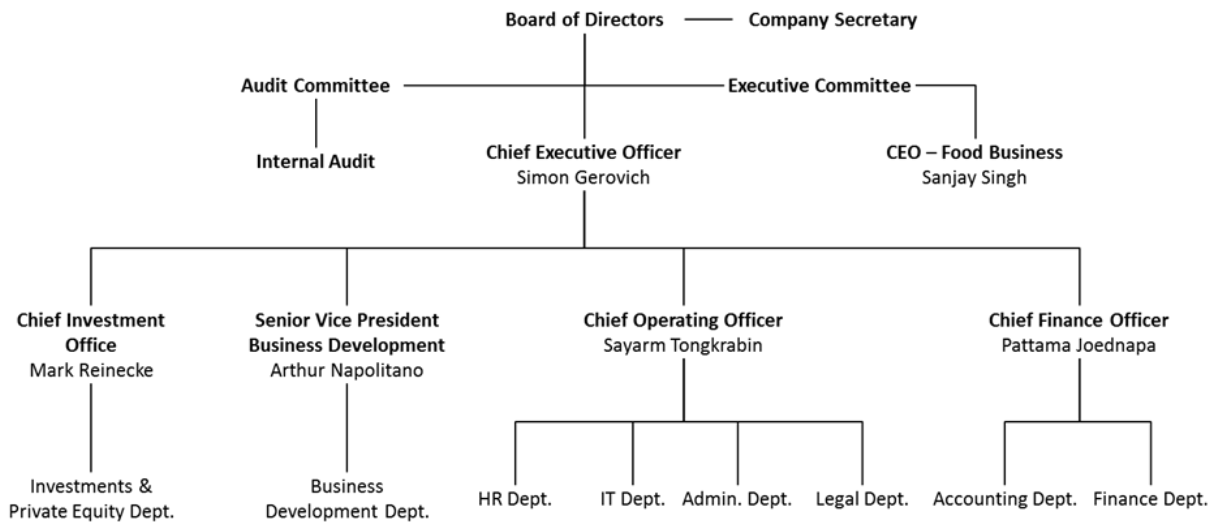 Board of Directors
Company Secretary
Audit Committee
Executive Committee
Internal Audit
Chief Executive Officer
Simon Gerovich
CEO – Food Business
Sanjay Singh
Chief Investment
Office
Mark Reinecke
Senior Vice President
Business Development
Arthur Napolitano
Chief Operating Officer
Sayarm Tongkrabin
Chief Finance Officer
Pattama Joednapa
Investments &
Private Equity Dept.
Business
Development Dept.
HR Dept.
IT Dept.
Admin. Dept.
Legal Dept.
Accounting Dept.
Finance Dept.